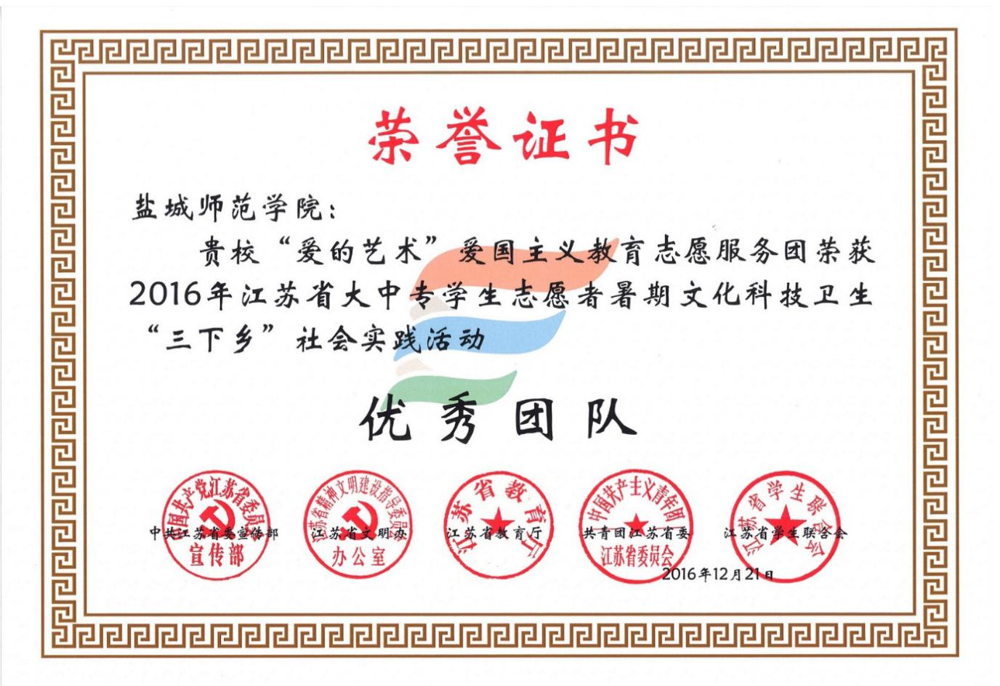 荣誉证书
盐城师范学院：
贵校“爱的艺术”爱国主义教育志愿服务团荣获
2016年江苏省大中专学生志愿者暑期文化科技卫生
“三下乡”社会实践活动
优秀团队
中国共产党江苏省委员会
宣传部
中共江苏省委宣传部
江苏省精神文明建设指导委员会
办公室
江苏省文明办
江苏省教育厅
江苏省教育厅
中国共产主义青年团
江苏省委员会
共青团江苏省委
江苏省学生联合会
江苏省学生联合会
2016年12月21日